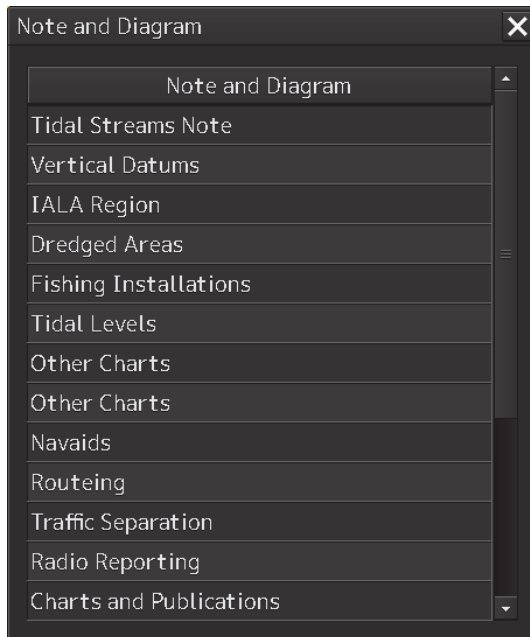 Note and Diagram
Note and Diagram
Tidal Streams Note
Vertical Datums
IALA Region
Dredged Areas
Fishing Installations
Tidal Levels
Other Charts
Other Charts
Navaids
Routeing
Traffic Separation
Radio Reporting
Charts and Publications